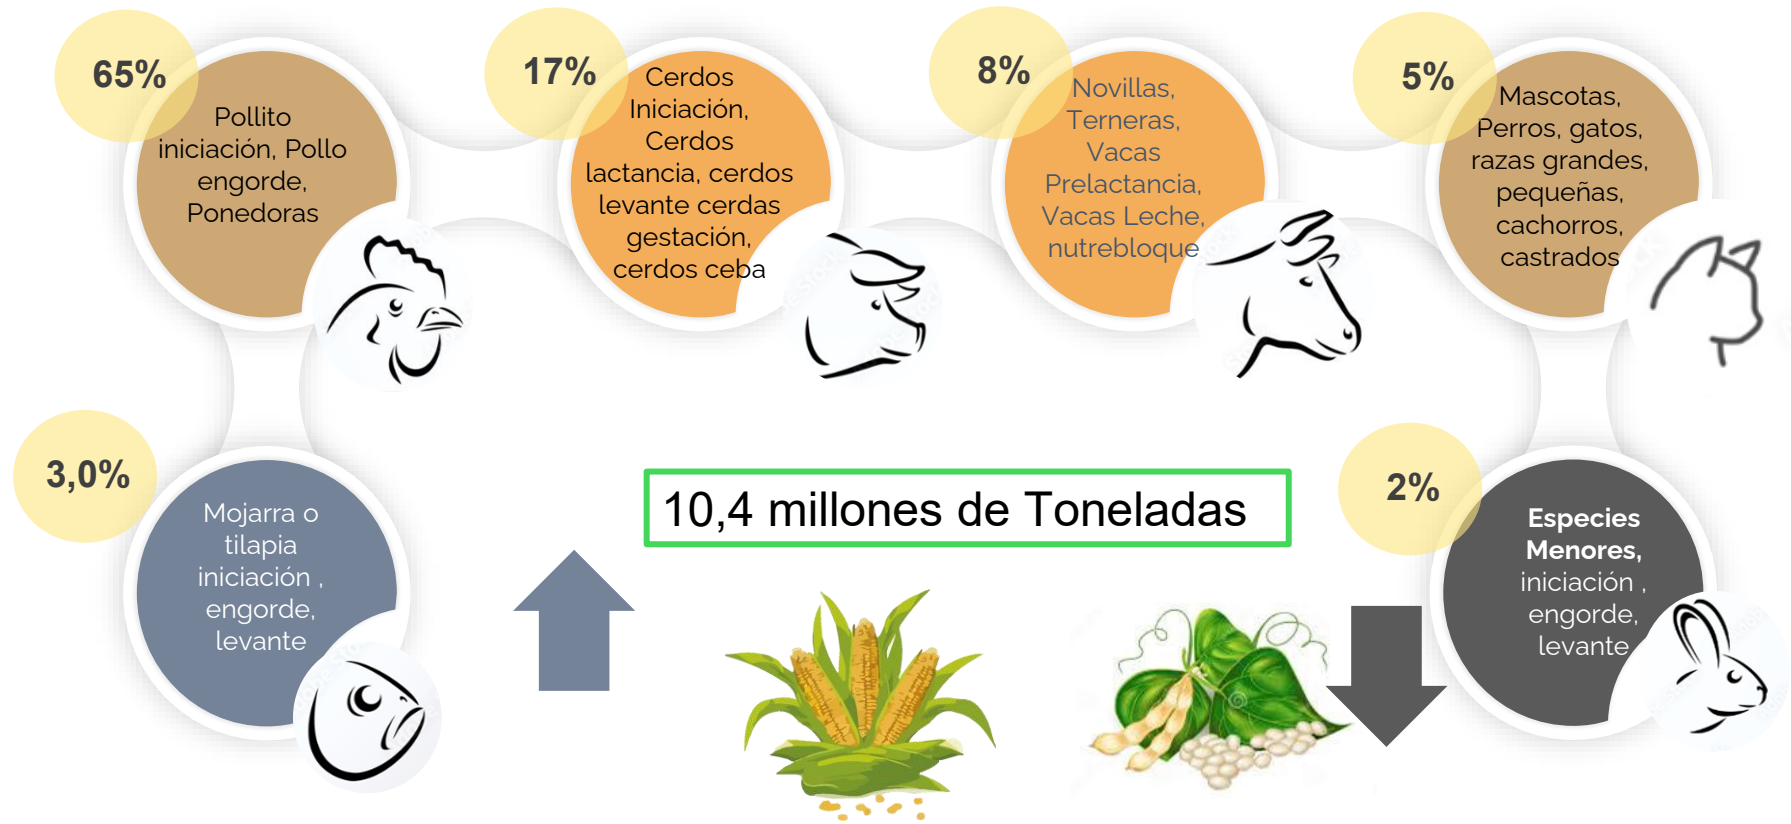 65%
Pollito
iniciación, Pollo
engorde,
Ponedoras
17%
Cerdos
Iniciación,
Cerdos
lactancia, cerdos
levante cerdas
gestación,
cerdos ceba
8%
Novillas,
Terneras,
Vacas
Prelactancia,
Vacas Leche,
nutrebloque
5%
Mascotas,
Perros, gatos,
razas grandes,
pequeñas,
cachorros,
castrados
3,0%
Mojarra o
tilapia
iniciación ,
engorde,
levante
10,4 millones de Toneladas
2%
Especies
Menores,
iniciación ,
engorde,
levante